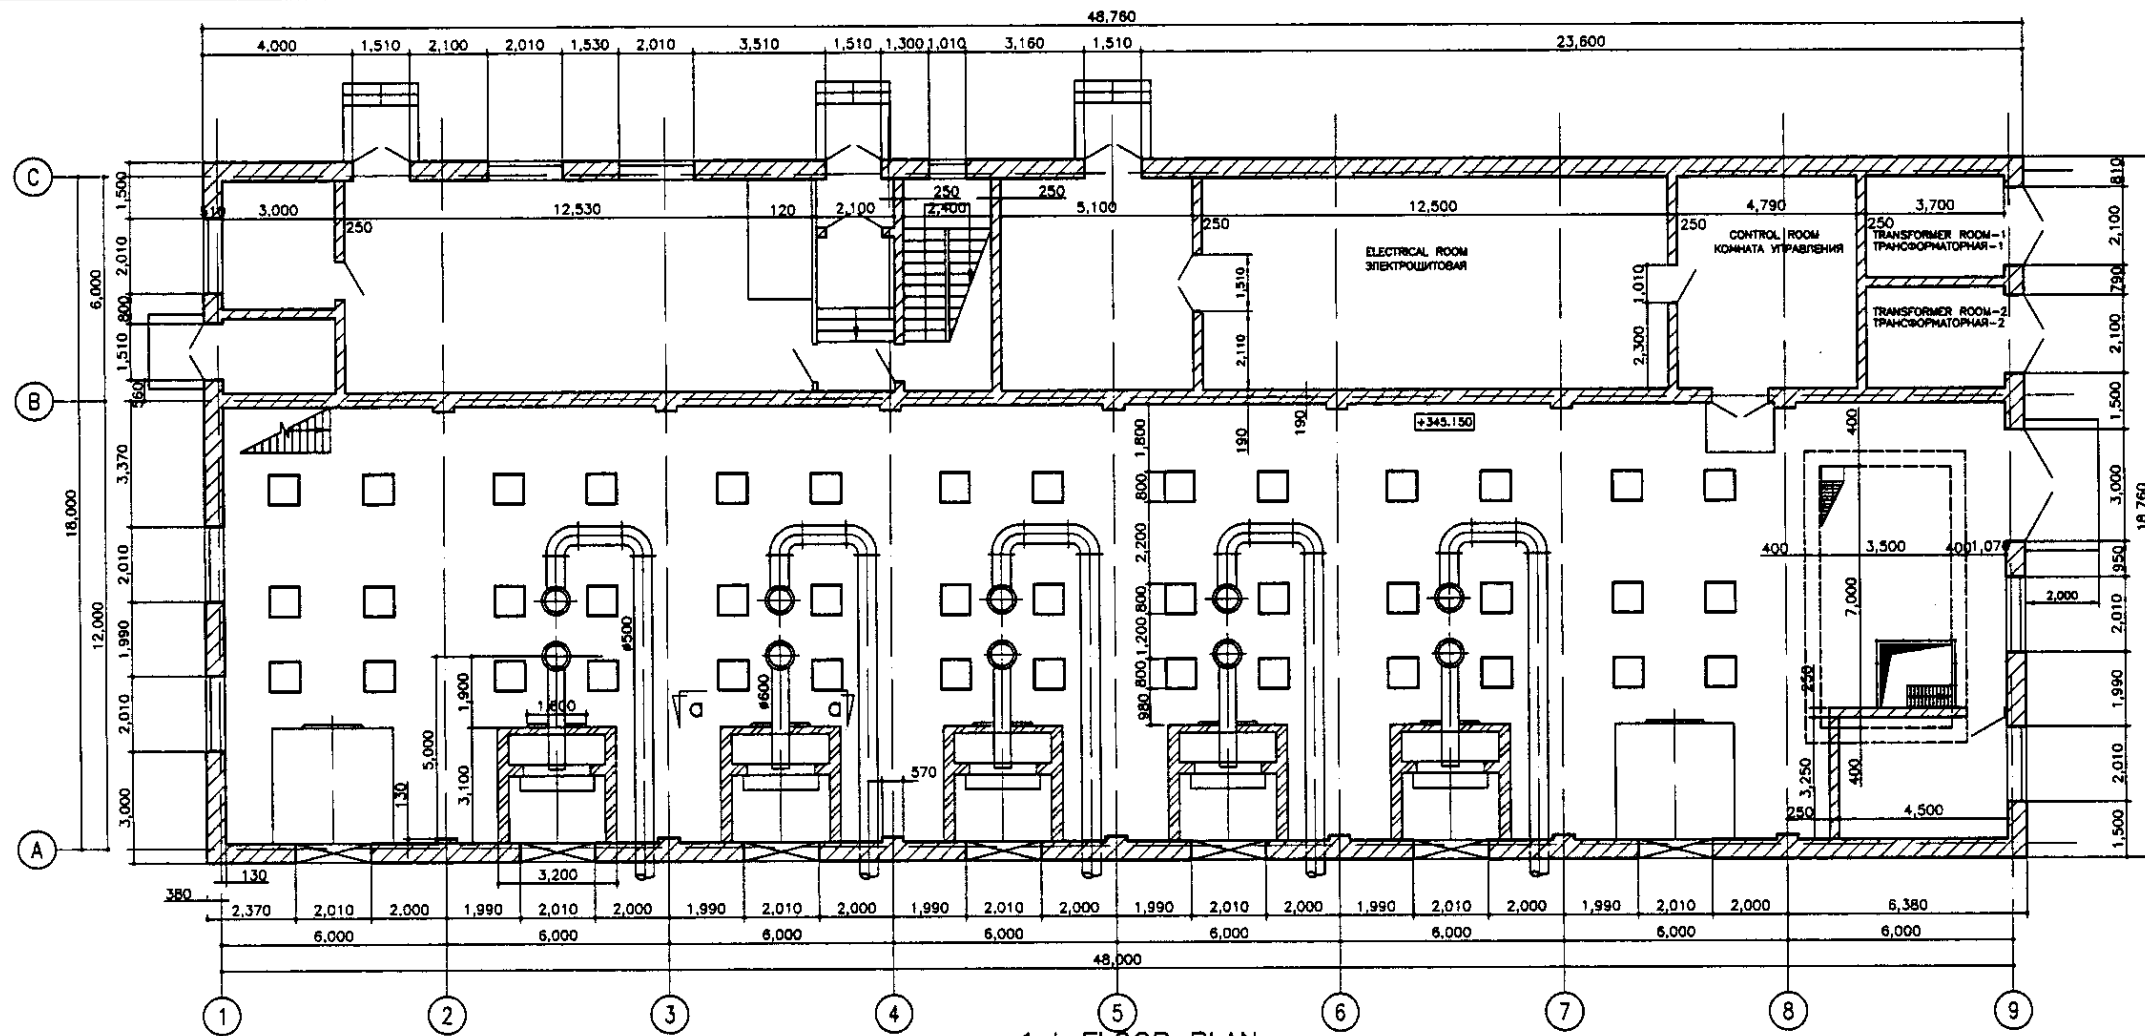 48,760
4,000 1,510 2,100 2,010 1,530 2,010 3,510 1,510 1,300 1,010 3,160 1,510 23,600
C
1,500 810
510 3,000 12,530 120 2,100 250 2,400 250 5,100 12,500 4,790 3,700
250 250 250 250
2,100
ELECTRICAL ROOM
ЭЛЕКТРОЩИТОВАЯ
CONTROL ROOM
КОМНАТА УПРАВЛЕНИЯ
TRANSFORMER ROOM-1
ТРАНСФОРМАТОРНАЯ-1
2,010 6,000 1,510 1,010 790
800
TRANSFORMER ROOM-2
ТРАНСФОРМАТОРНАЯ-2
1,510 2,110 2,300 2,100
560
B
1,500
190 190 +345.150 400
1,800
3,370 800 3,000
18,000 18,760
2,200 400 3,500 400 1,070
2,010 950
800 7,000 2,000
12,000 ø500 1,200 2,010
1,990
1,900 800 250 1,990
ø600
a a
980
2,010 1,600
5,000
3,100 570 2,010
130 3,250 400
3,000 250 4,500 1,500
A
130
380 3,200
2,370 2,010 2,000 1,990 2,010 2,000 1,990 2,010 2,000 1,990 2,010 2,000 1,990 2,010 2,000 1,990 2,010 2,000 1,990 2,010 2,000 6,380
6,000 6,000 6,000 6,000 6,000 6,000 6,000 6,000
48,000
1 2 3 4 5 6 7 8 9
FLOOR PLAN